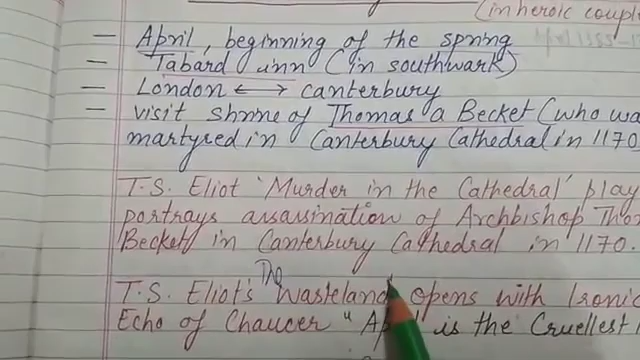 (in heroic coupl
— April, beginning of the spring
— Tabard inn (in southwark)
— London ⟷ canterbury
— visit shrine of Thomas a Becket (who wa
martyred in Canterbury Cathedral in 1170
T.S. Eliot 'Murder in the Cathedral' play
portrays assassination of Archbishop Tho
Becket in Canterbury Cathedral in 1170.
The
T.S. Eliot's Wasteland opens with Ironic
Echo of Chaucer "Ap is the Cruellest